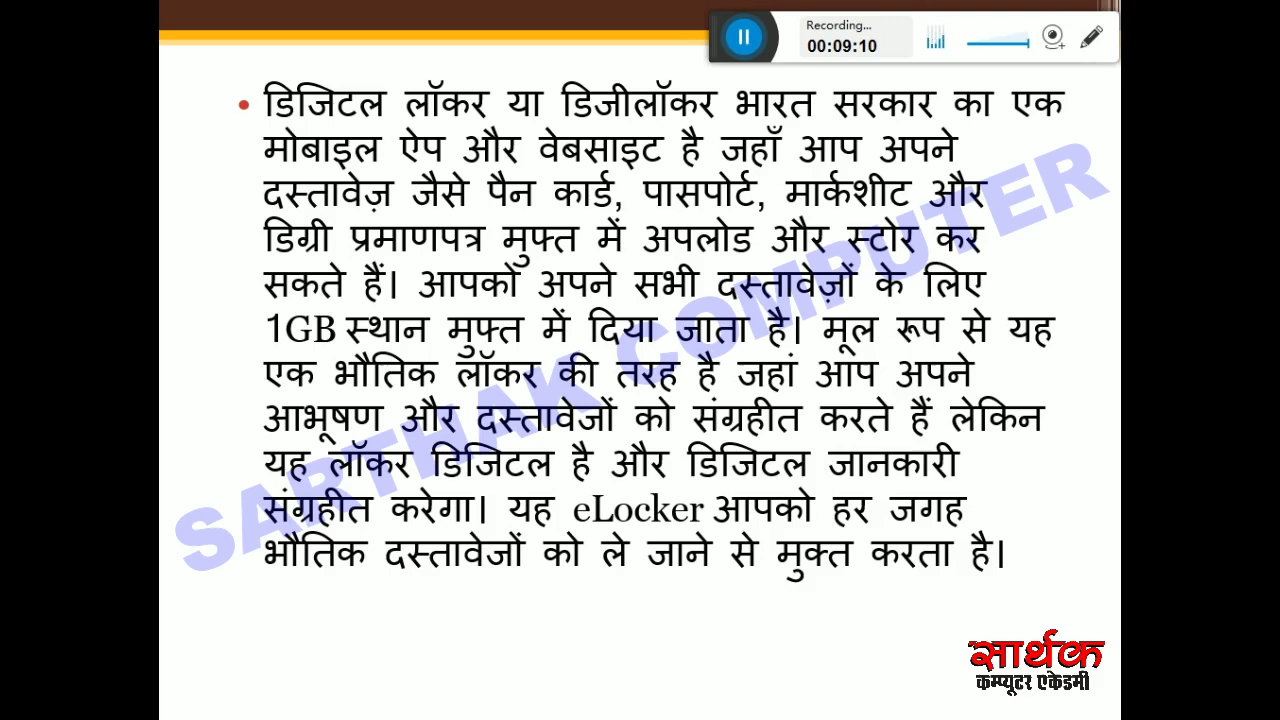 Recording...
00:09:10
• डिजिटल लॉकर या डिजीलॉकर भारत सरकार का एक
मोबाइल ऐप और वेबसाइट है जहाँ आप अपने
दस्तावेज़ जैसे पैन कार्ड, पासपोर्ट, मार्कशीट और
डिग्री प्रमाणपत्र मुफ्त में अपलोड और स्टोर कर
सकते हैं। आपको अपने सभी दस्तावेज़ों के लिए
1GB स्थान मुफ्त में दिया जाता है। मूल रूप से यह
एक भौतिक लॉकर की तरह है जहां आप अपने
आभूषण और दस्तावेजों को संग्रहीत करते हैं लेकिन
यह लॉकर डिजिटल है और डिजिटल जानकारी
संग्रहीत करेगा। यह eLocker आपको हर जगह
भौतिक दस्तावेजों को ले जाने से मुक्त करता है।
SARTHAK COMPUTER
सार्थक
कम्प्यूटर एकेडमी